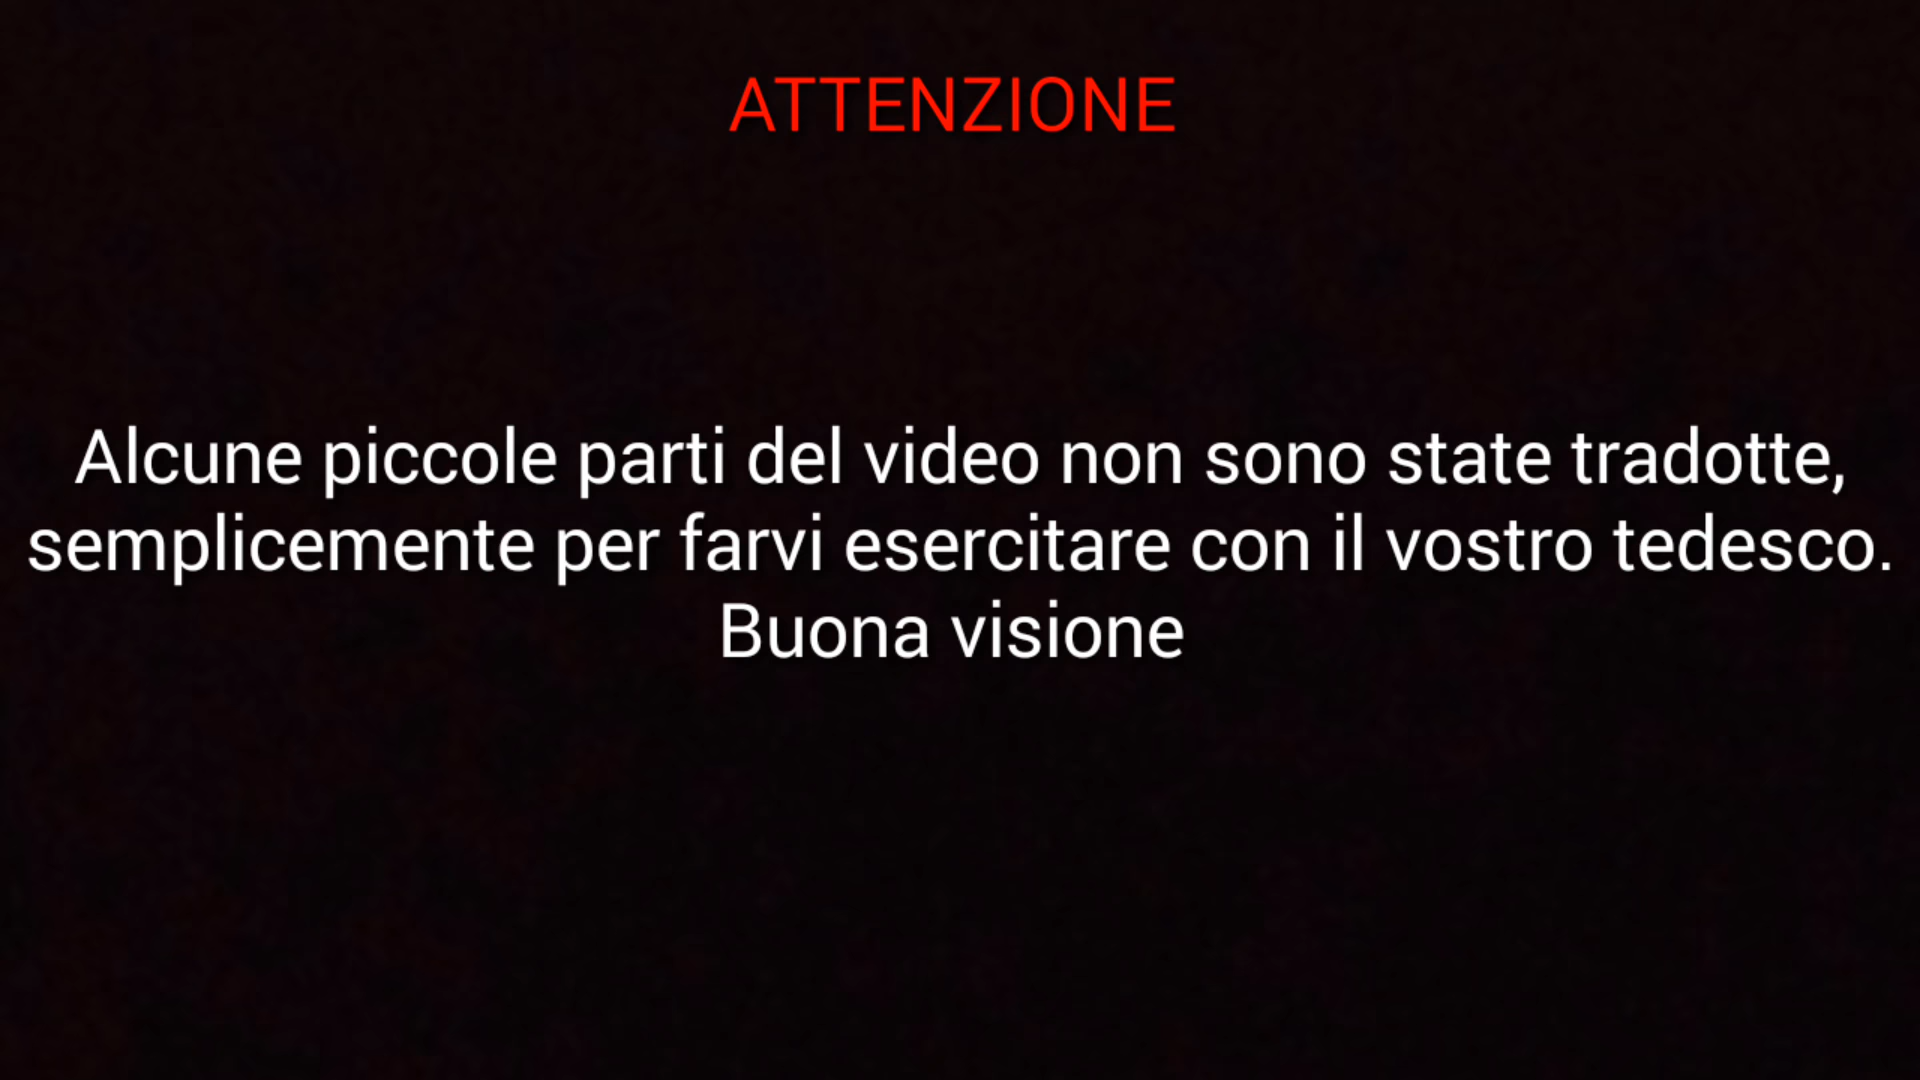 ATTENZIONE
Alcune piccole parti del video non sono state tradotte,
semplicemente per farvi esercitare con il vostro tedesco.
Buona visione